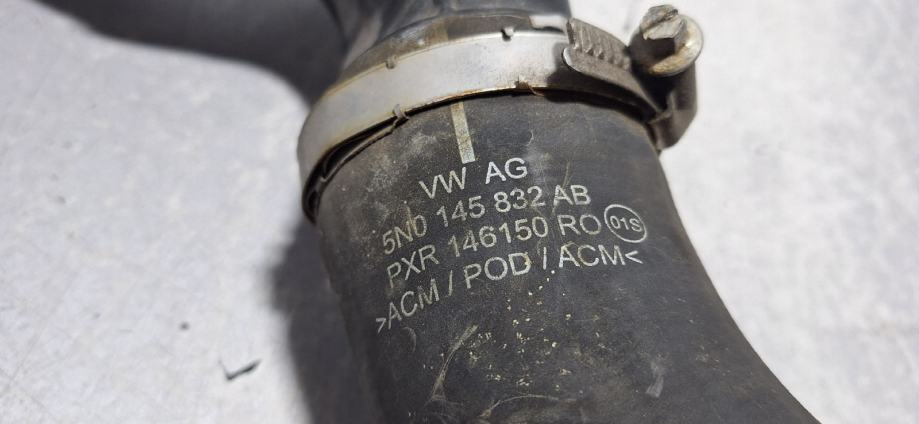 VW AG
5N0 145 832 AB
PXR 146150 RO 01S
>ACM / POD / ACM<